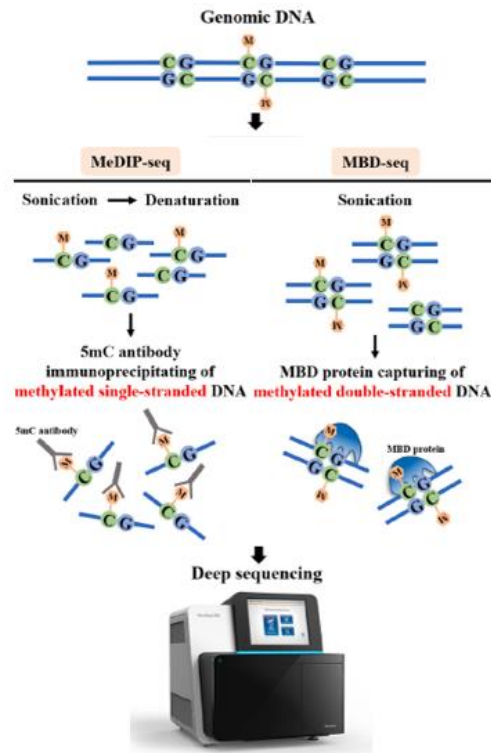 Genomic DNA
M
C G C G C G
G C G C G C
M
MeDIP-seq
MBD-seq
Sonication → Denaturation
Sonication
M
C G
M
C G
C G
M
C G
C G
M
C G
G C
M
M
C G
G C
M
C G
G C
5mC antibody
immunoprecipitating of
methylated single-stranded DNA
MBD protein capturing of
methylated double-stranded DNA
5mC antibody
M
C G
M
C G
M
C G
M
C G
M
C G
G C
M
MBD protein
M
C G
G C
M
Deep sequencing